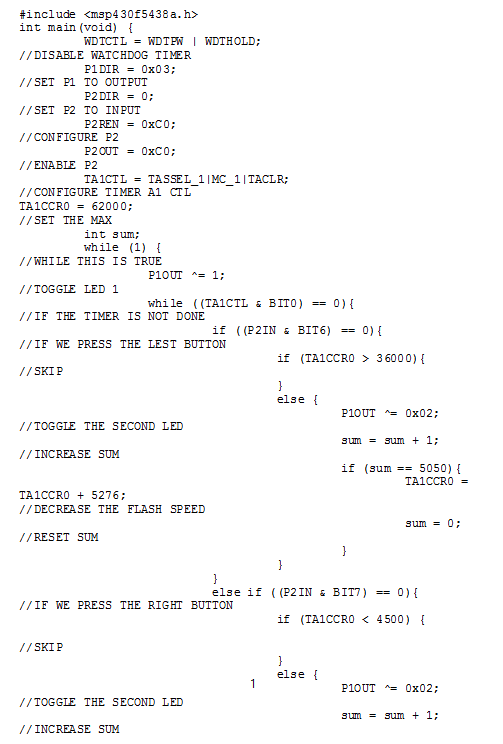 #include <msp430f5438a.h>
int main(void) {
WDTCTL = WDTPW | WDTHOLD;
//DISABLE WATCHDOG TIMER
P1DIR = 0x03;
//SET P1 TO OUTPUT
P2DIR = 0;
//SET P2 TO INPUT
P2REN = 0xC0;
//CONFIGURE P2
P2OUT = 0xC0;
//ENABLE P2
TA1CTL = TASSEL_1|MC_1|TACLR;
//CONFIGURE TIMER A1 CTL
TA1CCR0 = 62000;
//SET THE MAX
int sum;
while (1) {
//WHILE THIS IS TRUE
P1OUT ^= 1;
//TOGGLE LED 1
while ((TA1CTL & BIT0) == 0){
//IF THE TIMER IS NOT DONE
if ((P2IN & BIT6) == 0){
//IF WE PRESS THE LEST BUTTON
if (TA1CCR0 > 36000){
//SKIP
}
else {
P1OUT ^= 0x02;
//TOGGLE THE SECOND LED
sum = sum + 1;
//INCREASE SUM
if (sum == 5050){
TA1CCR0 =
TA1CCR0 + 5276;
//DECREASE THE FLASH SPEED
sum = 0;
//RESET SUM
}
}
}
else if ((P2IN & BIT7) == 0){
//IF WE PRESS THE RIGHT BUTTON
if (TA1CCR0 < 4500) {
//SKIP
}
else {
1
P1OUT ^= 0x02;
//TOGGLE THE SECOND LED
sum = sum + 1;
//INCREASE SUM